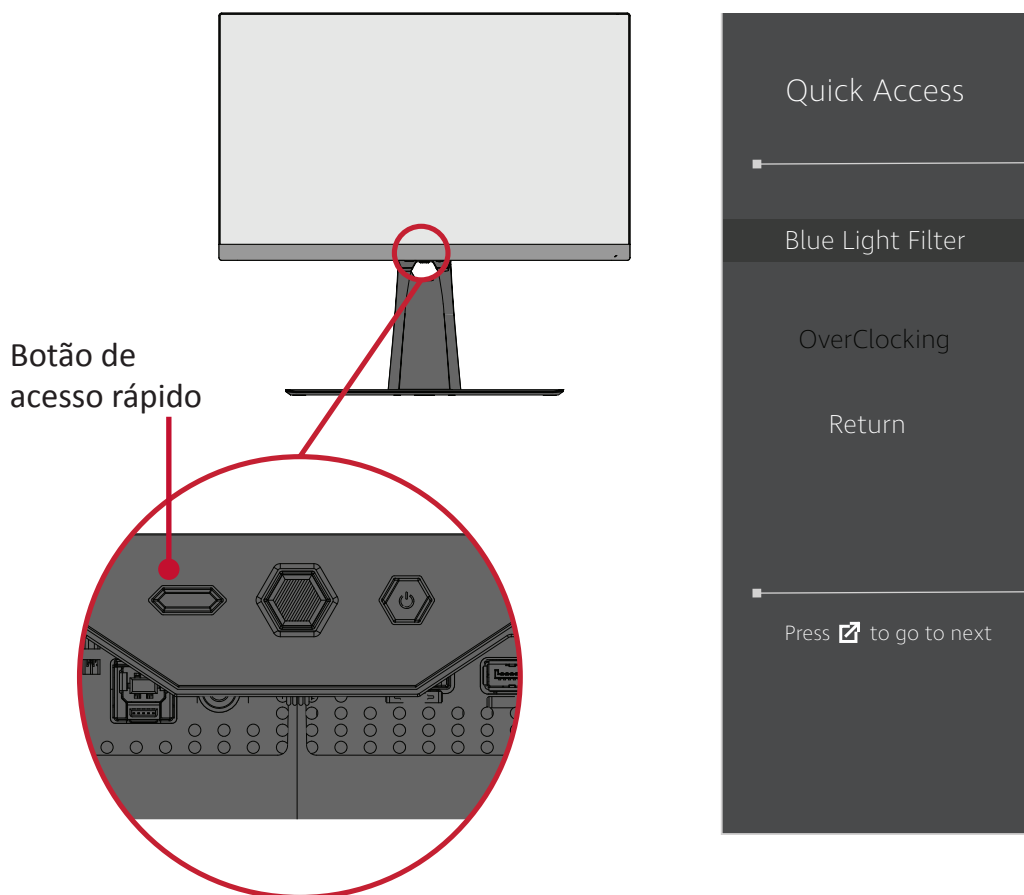 Quick Access
Blue Light Filter
OverClocking
Return
Press to go to next
Botão de
acesso rápido